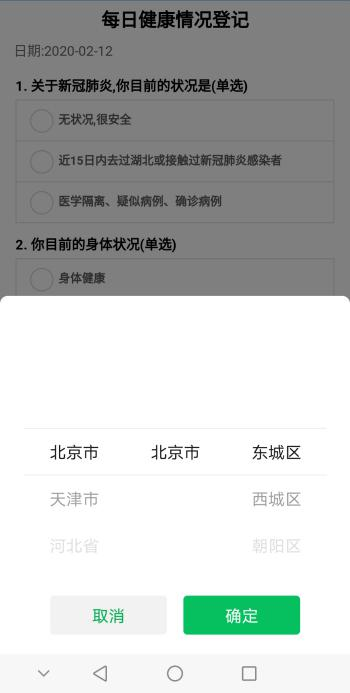 每日健康情况登记
日期:2020-02-12
1. 关于新冠肺炎,你目前的状况是(单选)
无状况,很安全
近15日内去过湖北或接触过新冠肺炎感染者
医学隔离、疑似病例、确诊病例
2. 你目前的身体状况(单选)
身体健康
北京市 北京市 东城区
天津市 西城区
河北省 朝阳区
取消 确定